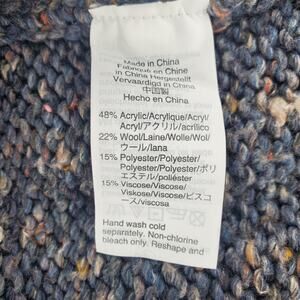 Made in China
Fabriqué en Chine
In China Hergestellt
Vervaardigd in China
中国製
Hecho en China
48% Acrylic/Acrylique/Acryl/
Acryl/アクリル/acrílico
22% Wool/Laine/Wolle/Wol/
ウール/lana
15% Polyester/Polyester/
Polyester/Polyester/ポリ
エステル/poliéster
15% Viscose/Viscose/
Viskose/Viscose/ビスコ
ース/viscosa
Hand wash cold
separately. Non-chlorine
bleach only. Reshape and